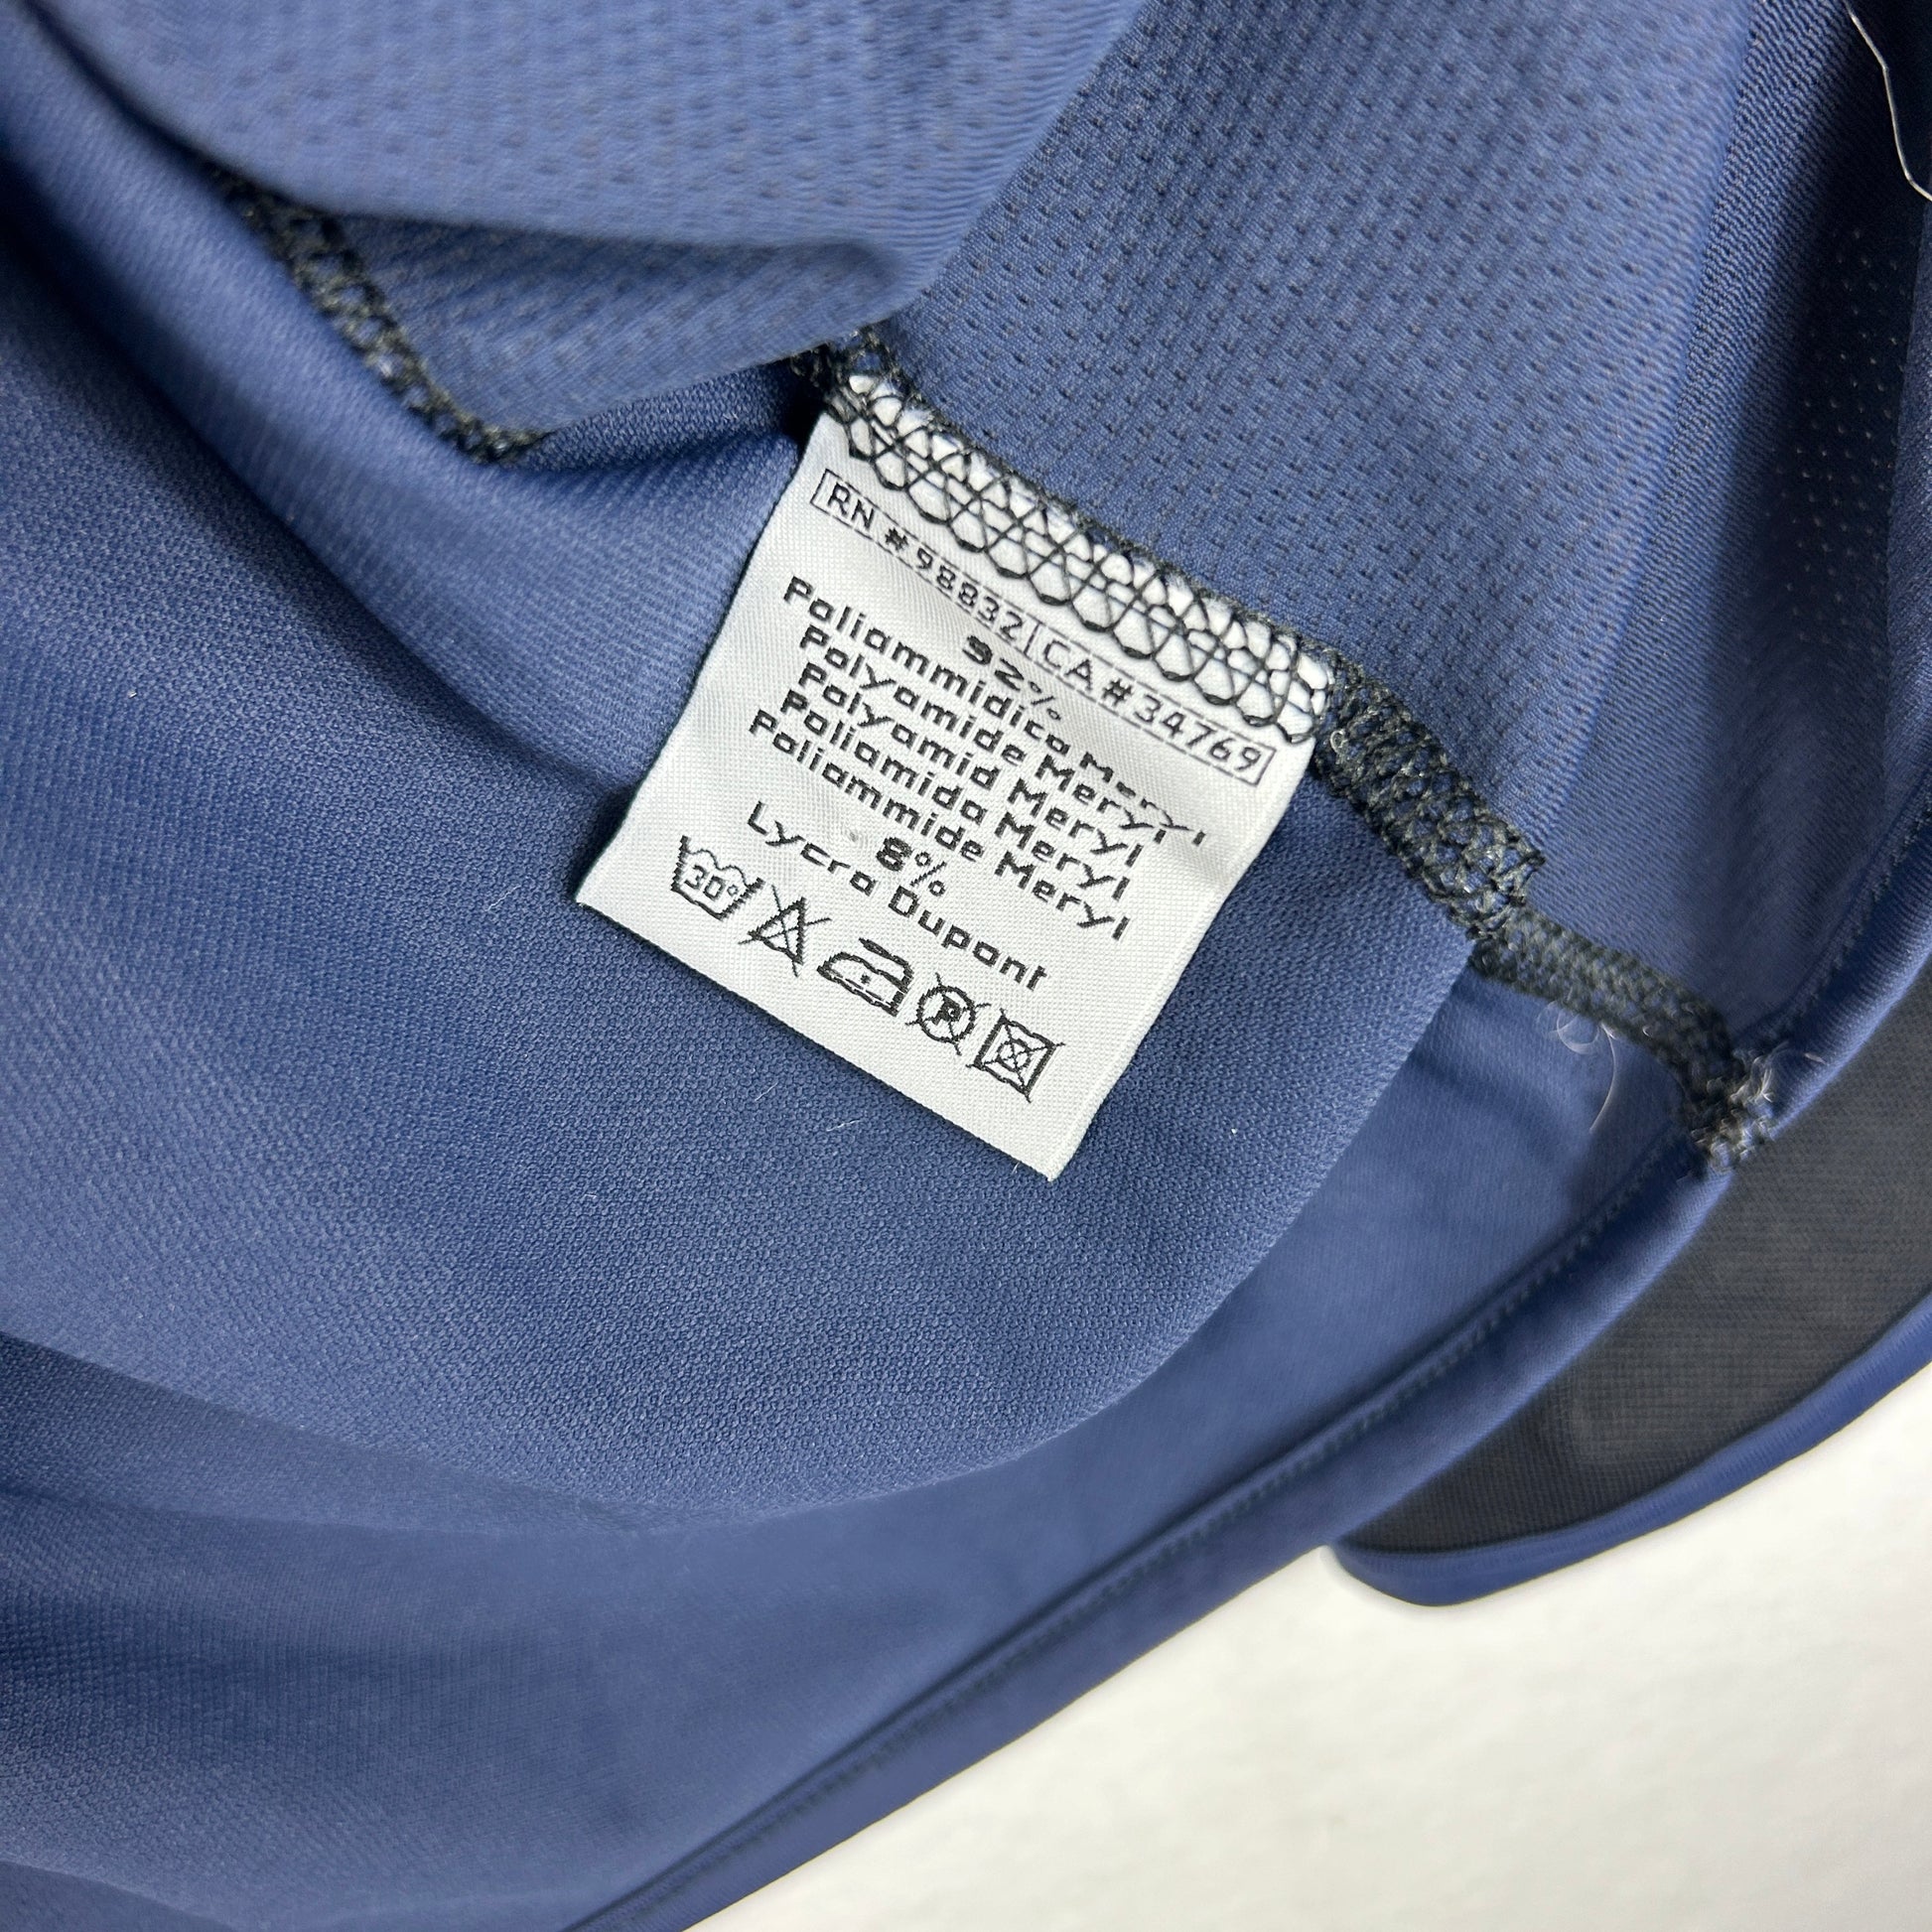 RN #98832 CA #34769
92%
Poliammidica Meryl
Polyamide Meryl
Polyamid Meryl
Poliamida Meryl
Poliammide Meryl
8%
Lycra Dupont
30°
P